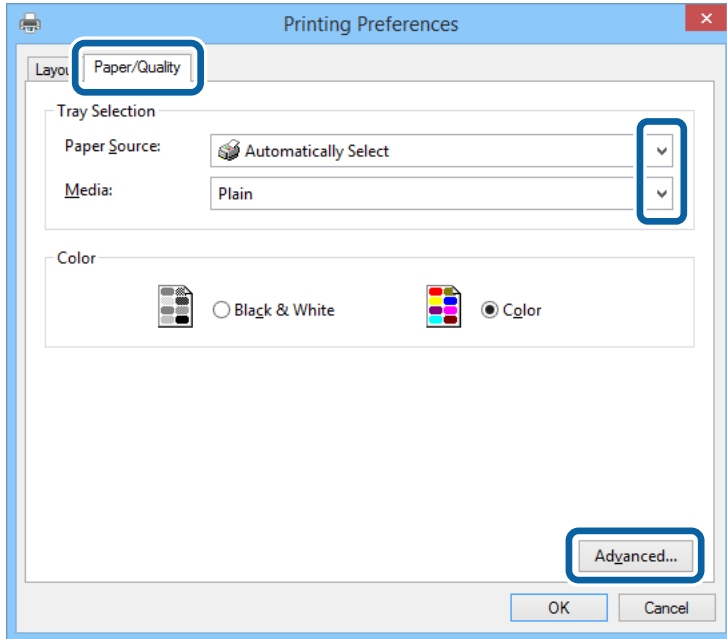 Printing Preferences
Layou
Paper/Quality
Tray Selection
Paper Source:
Automatically Select
Media:
Plain
Color
Black & White
Color
Advanced...
OK
Cancel